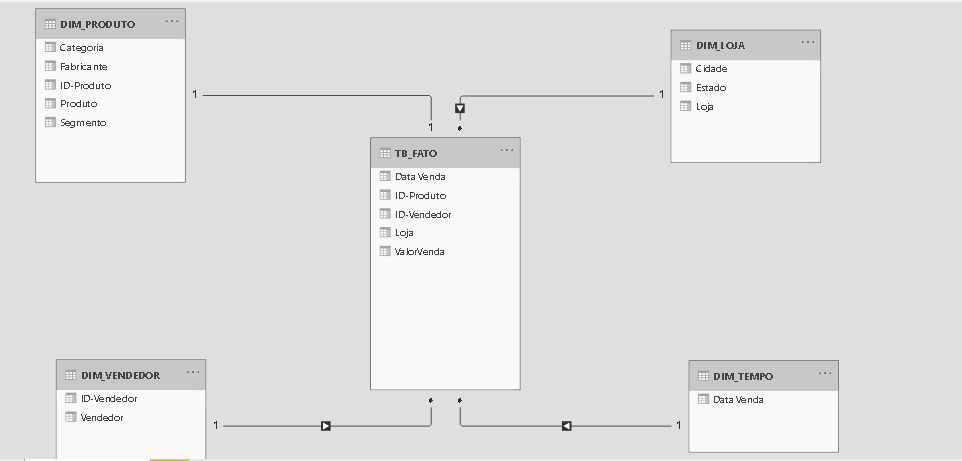 DIM_PRODUTO
Categoria
Fabricante
ID-Produto
Produto
Segmento
1
1
DIM_LOJA
Cidade
Estado
Loja
1
*
TB_FATO
Data Venda
ID-Produto
ID-Vendedor
Loja
ValorVenda
DIM_VENDEDOR
ID-Vendedor
Vendedor
1
*
*
1
DIM_TEMPO
Data Venda